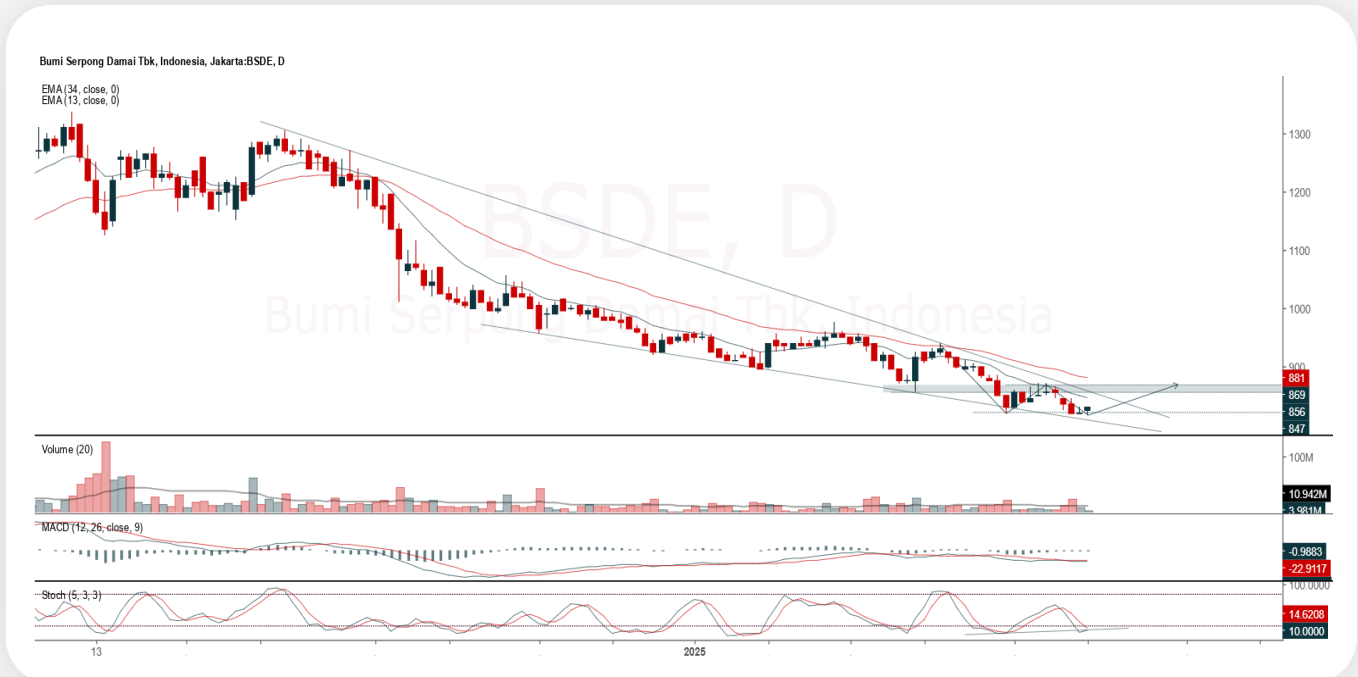 Bumi Serpong Damai Tbk, Indonesia, Jakarta:BSDE, D
EMA (34, close, 0)
EMA (13, close, 0)
BSDE, D
Bumi Serpong Damai Tbk, Indonesia
1300
1200
1100
1000
900
881
869
856
847
Volume (20)
100M
10.942M
3.981M
MACD (12, 26, close, 9)
-0.9883
-22.9117
Stoch (5, 3, 3)
100.0000
14.6208
10.0000
13
2025